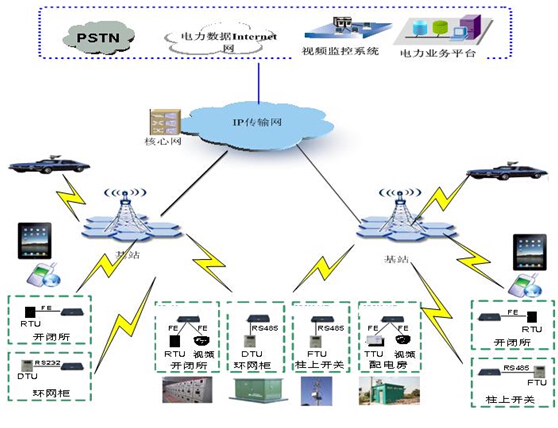 PSTN
电力数据Internet
网
视频监控系统
电力业务平台
IP传输网
核心网
基站
基站
FE
RTU
开闭所
RS232
DTU
环网柜
FE FE
RTU 视频
开闭所
RS485
DTU
环网柜
RS485
FTU
柱上开关
FE FE
TTU 视频
配电房
FE
RTU
开闭所
RS485
FTU
柱上开关